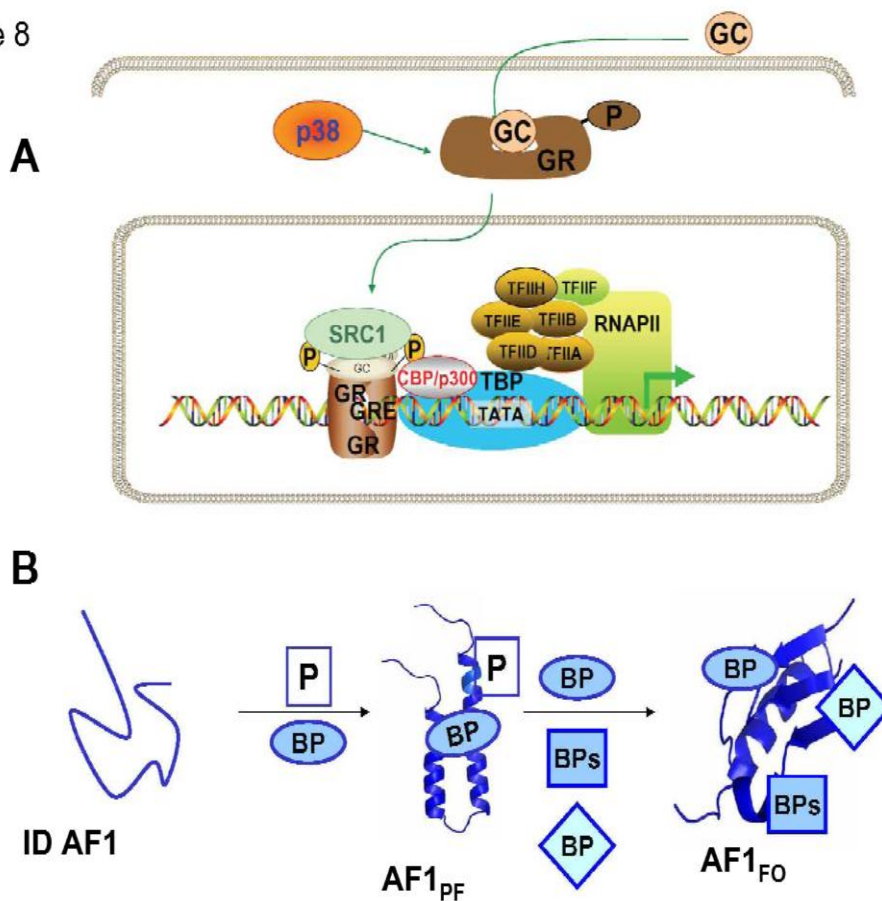 e 8
GC
p38
GC
P
GR
A
TFIIH
TFIIF
TFIIE
TFIIB
RNAPII
SRC1
P
P
TFIID
TFIIA
GC
CBP/p300
TBP
GR
GRE
TATA
GR
B
P
P
BP
BP
BP
BP
BP
BPs
BPs
BP
ID AF1
AF1PF
AF1FO